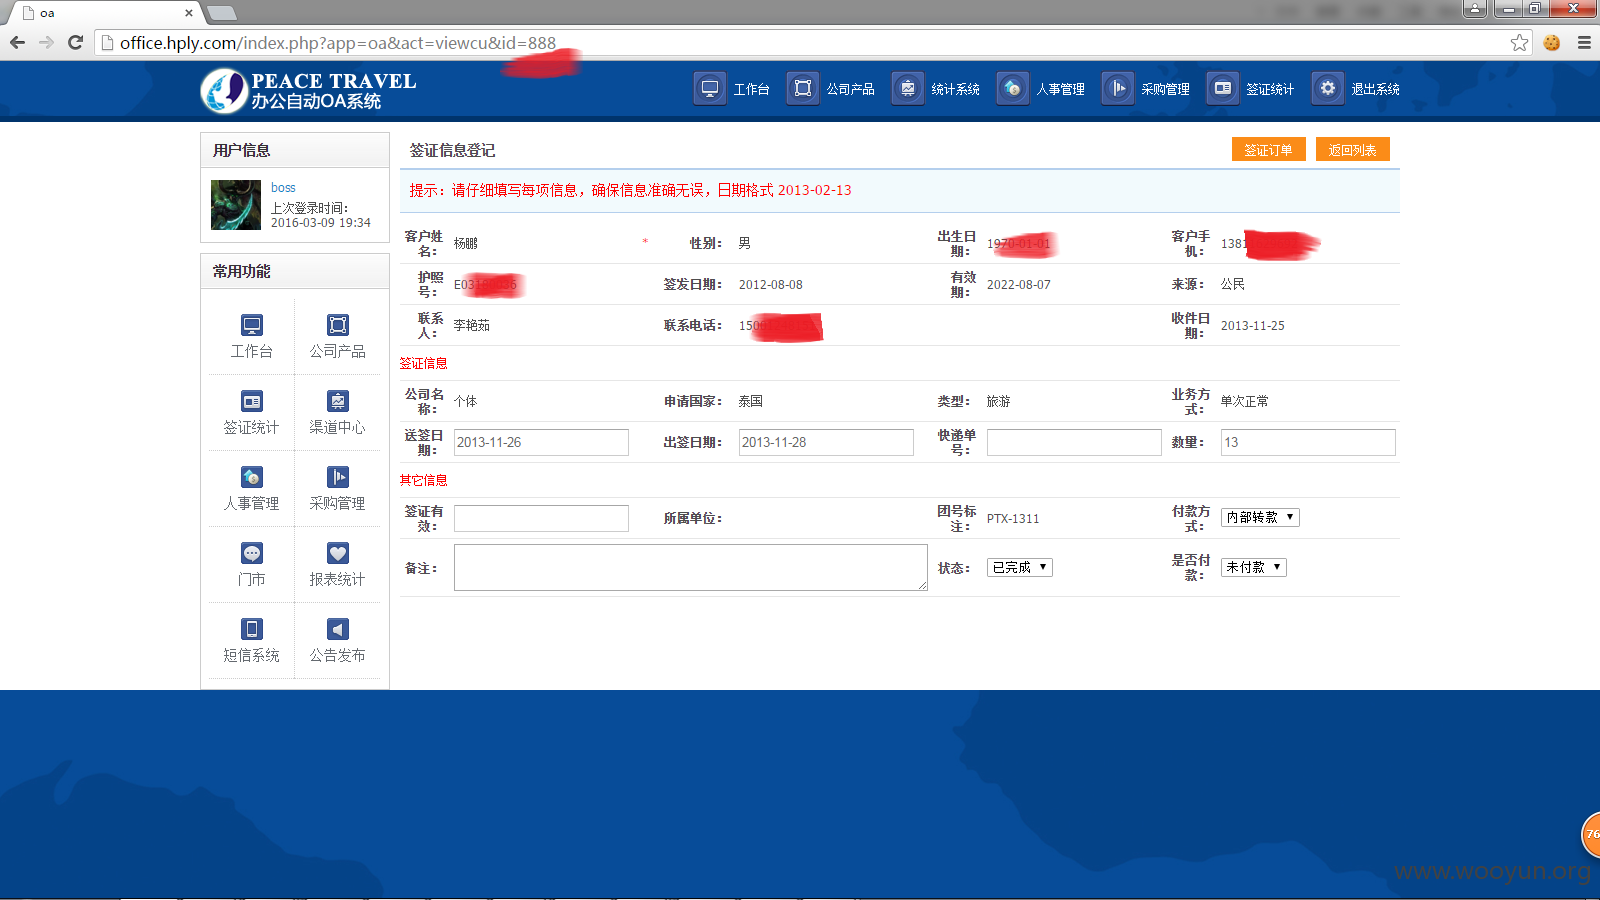 oa
office.hply.com/index.php?app=oa&act=viewcu&id=888
PEACE TRAVEL
办公自动OA系统
工作台 公司产品 统计系统 人事管理 采购管理 签证统计 退出系统
用户信息
boss
上次登录时间：
2016-03-09 19:34
常用功能
工作台 公司产品
签证统计 渠道中心
人事管理 采购管理
门市 报表统计
短信系统 公告发布
签证信息登记 签证订单 返回列表
提示：请仔细填写每项信息，确保信息准确无误，日期格式 2013-02-13
客户姓名： 杨鹏 * 性别： 男 出生日期： 1970-01-01 客户手机： 138
护照号： E03 签发日期： 2012-08-08 有效期： 2022-08-07 来源： 公民
联系人： 李艳茹 联系电话： 150 收件日期： 2013-11-25
签证信息
公司名称： 个体 申请国家： 泰国 类型： 旅游 业务方式： 单次正常
送签日期： 2013-11-26 出签日期： 2013-11-28 快递单号： 数量： 13
其它信息
签证有效： 所属单位： 团号标注： PTX-1311 付款方式： 内部转款
备注： 状态： 已完成 是否付款： 未付款
76
www.wooyun.org